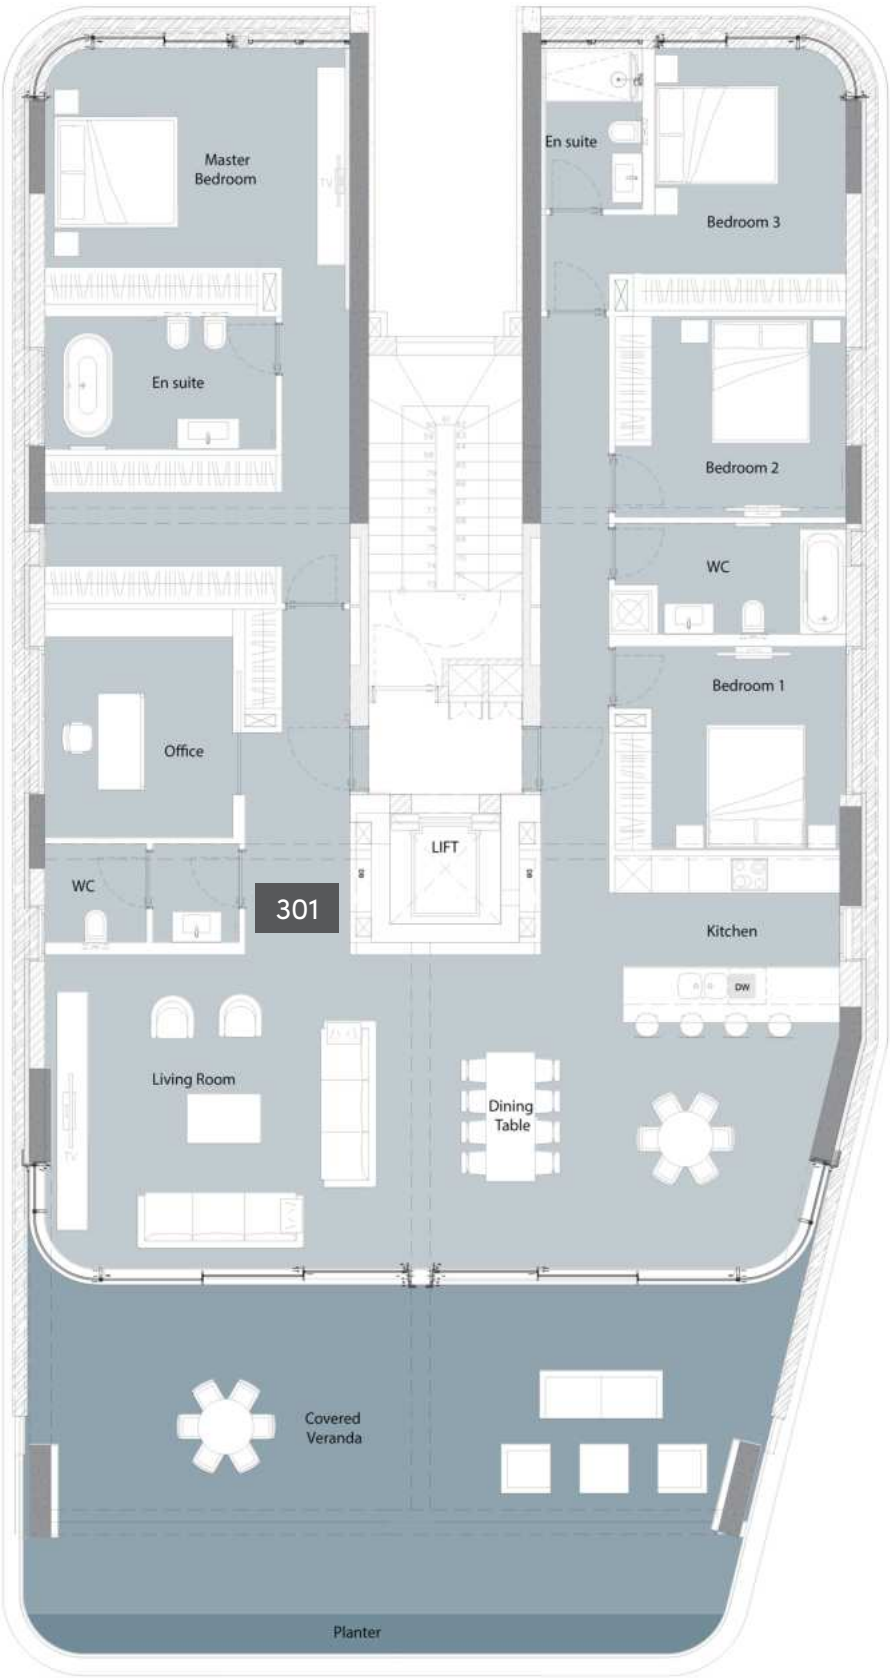 Master
Bedroom
TV
En suite
Bedroom 3
En suite
Bedroom 2
WC
Bedroom 1
Office
LIFT
WC
301
Kitchen
DW
Living Room
Dining
Table
Covered
Veranda
Planter